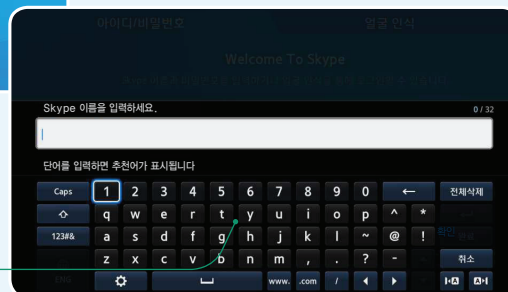 아이디/비밀번호 얼굴 인식
Welcome To Skype
Skype 이름을 입력하세요. 0 / 32
단어를 입력하면 추천어가 표시됩니다
Caps 1 2 3 4 5 6 7 8 9 0 ← 전체삭제
q w e r t y u i o p ^ *
123#& a s d f g h j k l ~ @ ! 확인
z x c v b n m , . ? - 취소
www. .com /